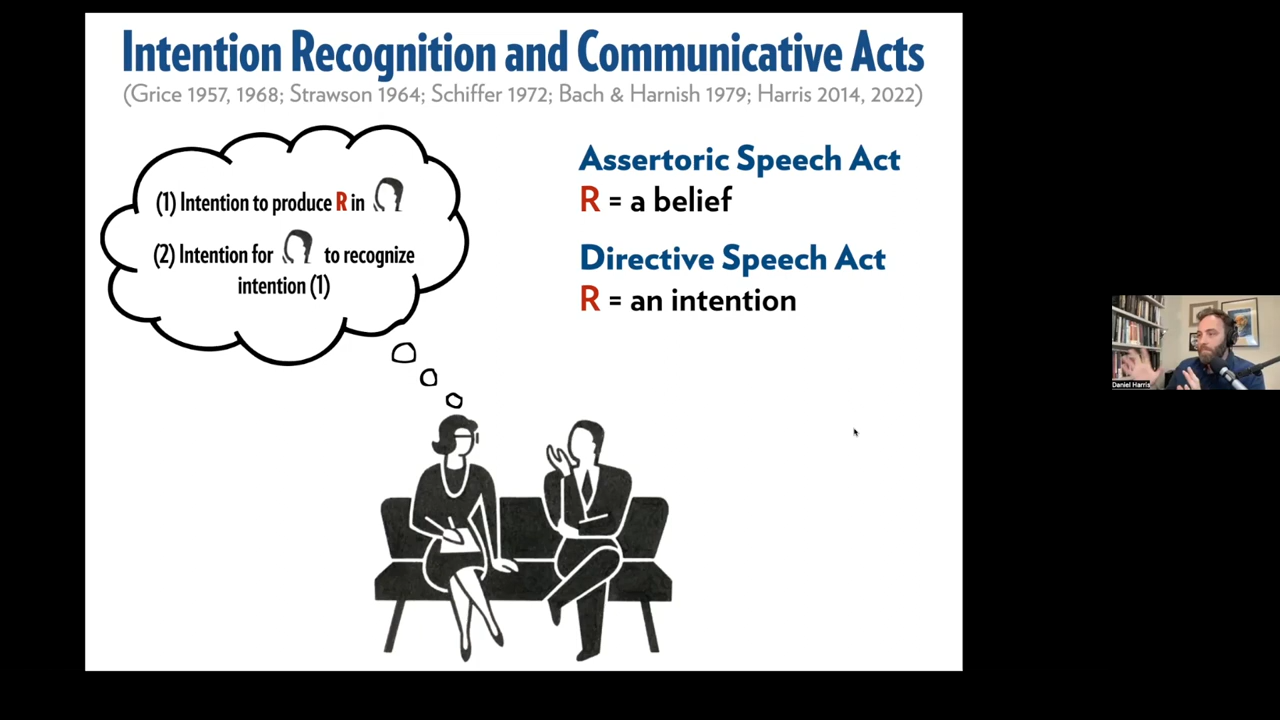 Intention Recognition and Communicative Acts
(Grice 1957, 1968; Strawson 1964; Schiffer 1972; Bach & Harnish 1979; Harris 2014, 2022)
(1) Intention to produce R in
(2) Intention for to recognize
intention (1)
Assertoric Speech Act
R = a belief
Directive Speech Act
R = an intention
Daniel Harris